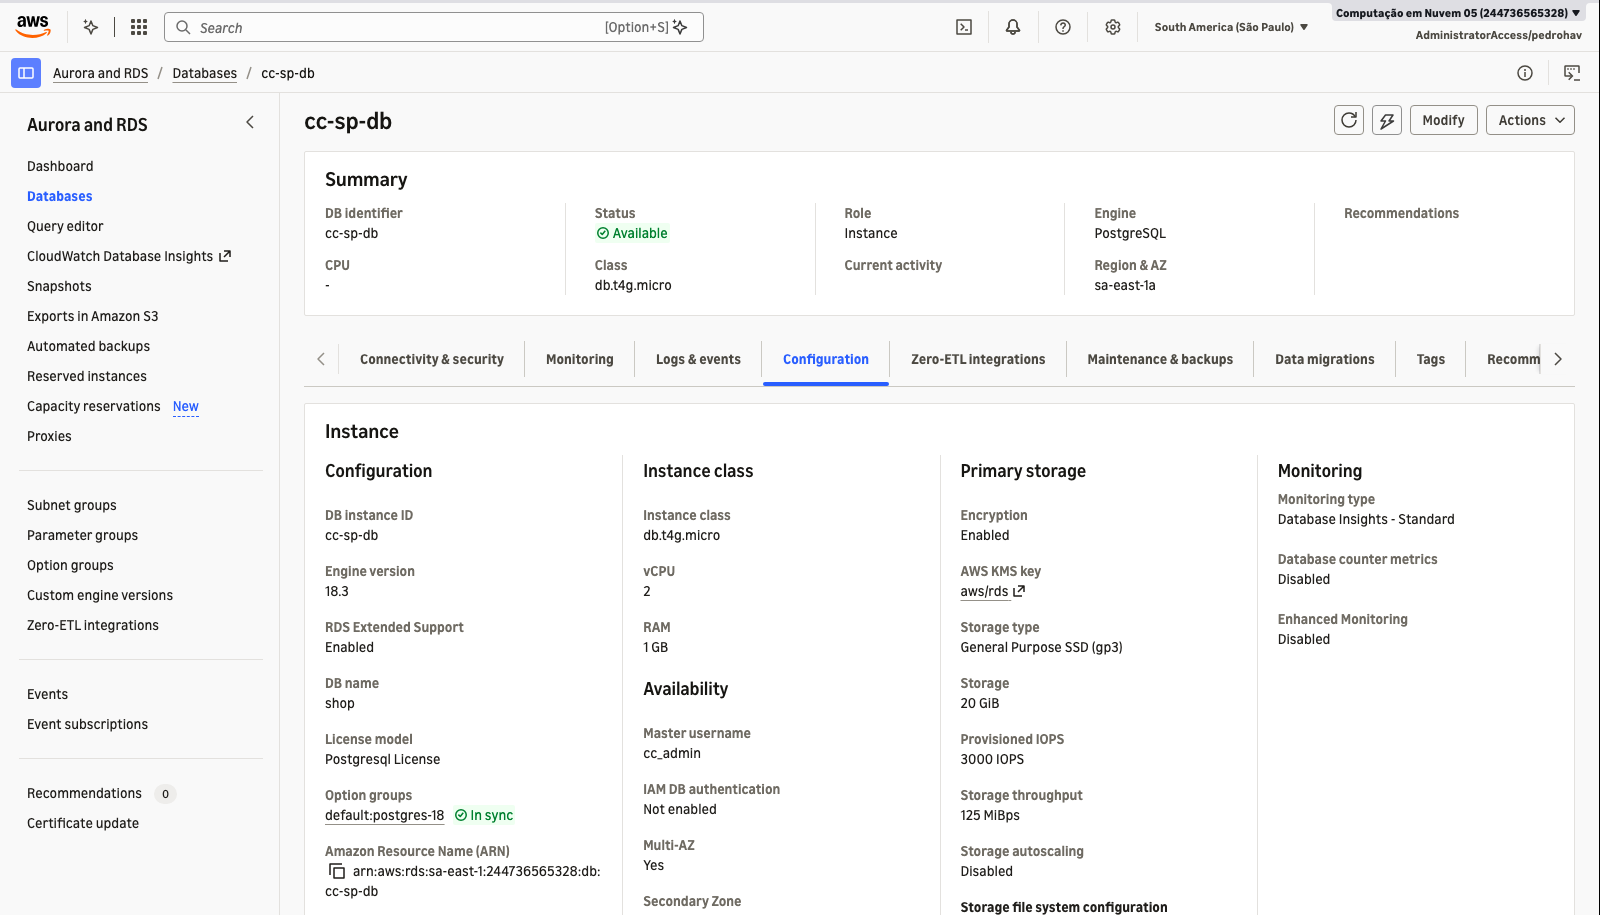 aws
Search
[Option+S]
South America (São Paulo)
Computação em Nuvem 05 (244736565328)
AdministratorAccess/pedrohav
Aurora and RDS / Databases / cc-sp-db
Aurora and RDS
Dashboard
Databases
Query editor
CloudWatch Database Insights
Snapshots
Exports in Amazon S3
Automated backups
Reserved instances
Capacity reservations New
Proxies
Subnet groups
Parameter groups
Option groups
Custom engine versions
Zero-ETL integrations
Events
Event subscriptions
Recommendations 0
Certificate update
cc-sp-db
Modify
Actions
Summary
DB identifier
cc-sp-db
CPU
-
Status
Available
Class
db.t4g.micro
Role
Instance
Current activity
Engine
PostgreSQL
Region & AZ
sa-east-1a
Recommendations
Connectivity & security
Monitoring
Logs & events
Configuration
Zero-ETL integrations
Maintenance & backups
Data migrations
Tags
Recomm
Instance
Configuration
DB instance ID
cc-sp-db
Engine version
18.3
RDS Extended Support
Enabled
DB name
shop
License model
Postgresql License
Option groups
default:postgres-18 In sync
Amazon Resource Name (ARN)
arn:aws:rds:sa-east-1:244736565328:db:
cc-sp-db
Instance class
Instance class
db.t4g.micro
vCPU
2
RAM
1 GB
Availability
Master username
cc_admin
IAM DB authentication
Not enabled
Multi-AZ
Yes
Secondary Zone
Primary storage
Encryption
Enabled
AWS KMS key
aws/rds
Storage type
General Purpose SSD (gp3)
Storage
20 GiB
Provisioned IOPS
3000 IOPS
Storage throughput
125 MiBps
Storage autoscaling
Disabled
Storage file system configuration
Monitoring
Monitoring type
Database Insights - Standard
Database counter metrics
Disabled
Enhanced Monitoring
Disabled